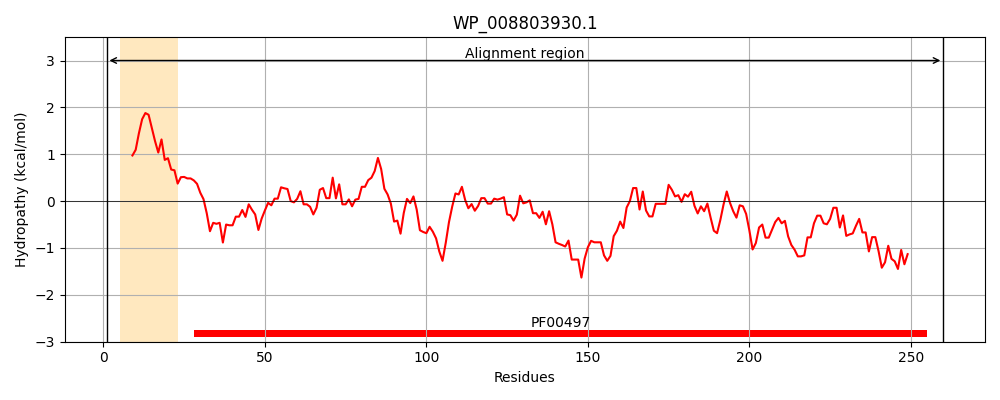 WP_008803930.1
Alignment region
Hydropathy (kcal/mol)
3
2
1
0
−1
−2
−3
PF00497
0 50 100 150 200 250
Residues